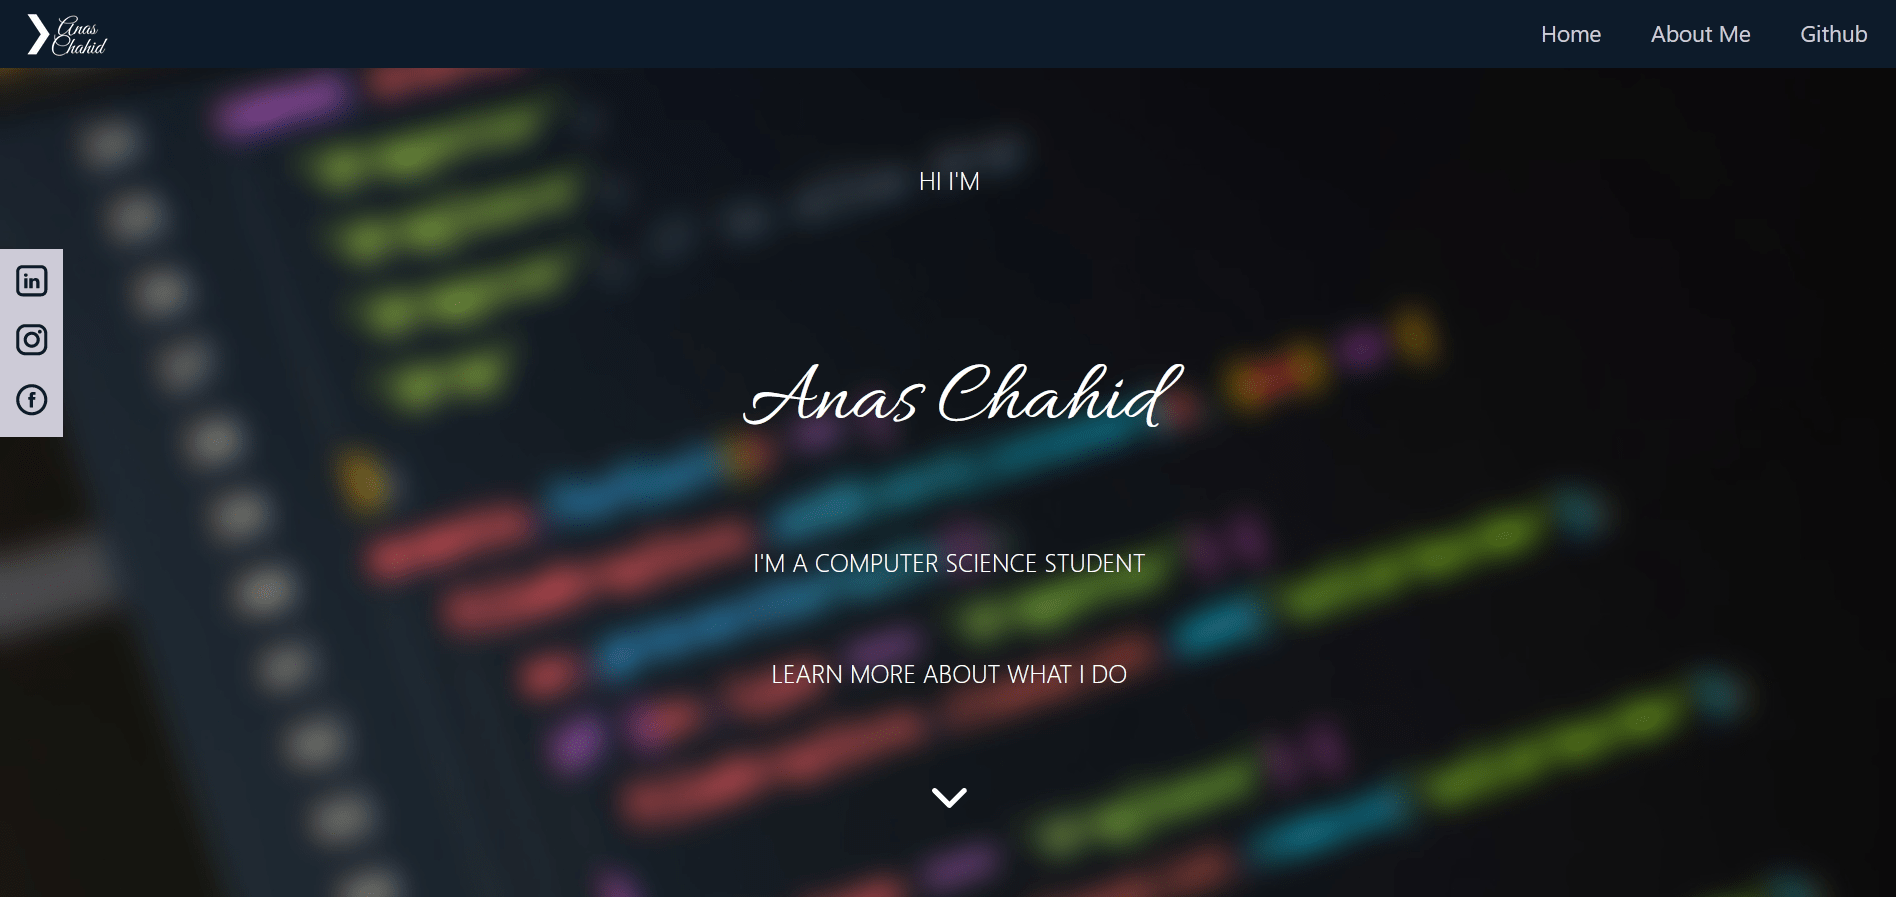 Anas
Chahid
Home
About Me
Github
HI I'M
Anas Chahid
I'M A COMPUTER SCIENCE STUDENT
LEARN MORE ABOUT WHAT I DO